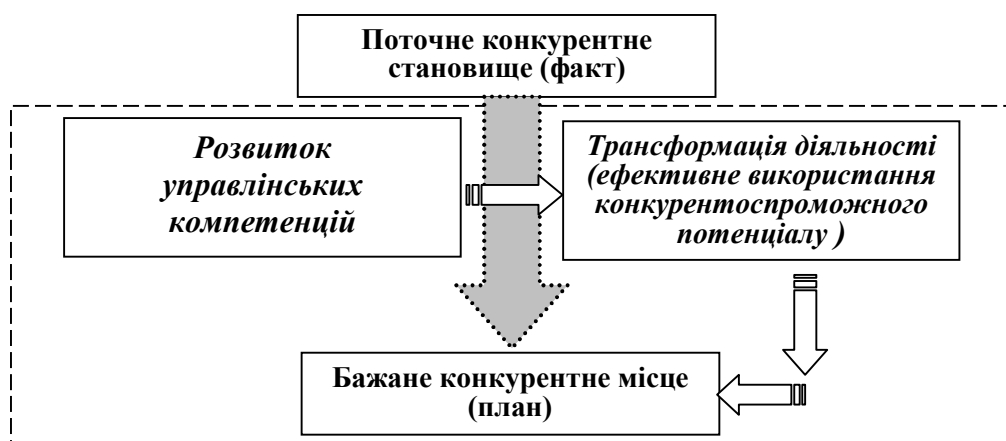 Поточне конкурентне
становище (факт)
Розвиток
управлінських
компетенцій
Трансформація діяльності
(ефективне використання
конкурентоспроможного
потенціалу )
Бажане конкурентне місце
(план)